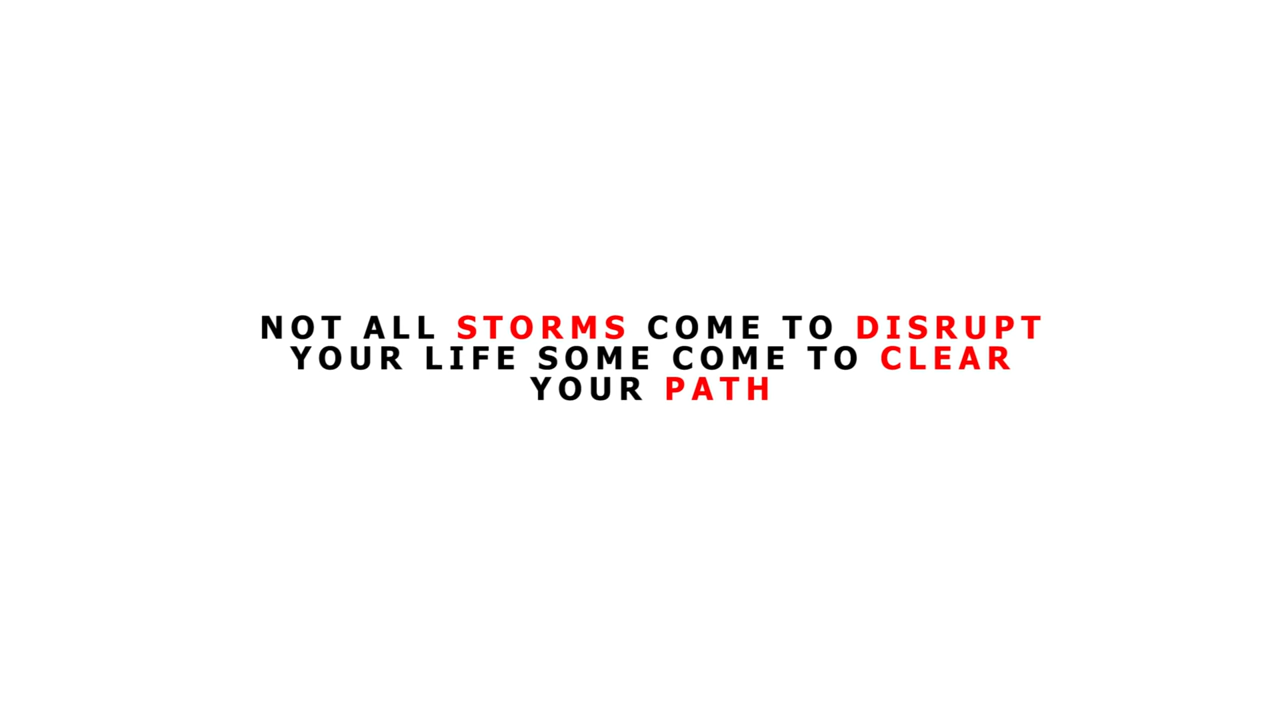 NOT ALL STORMS COME TO DISRUPT
YOUR LIFE SOME COME TO CLEAR
YOUR PATH